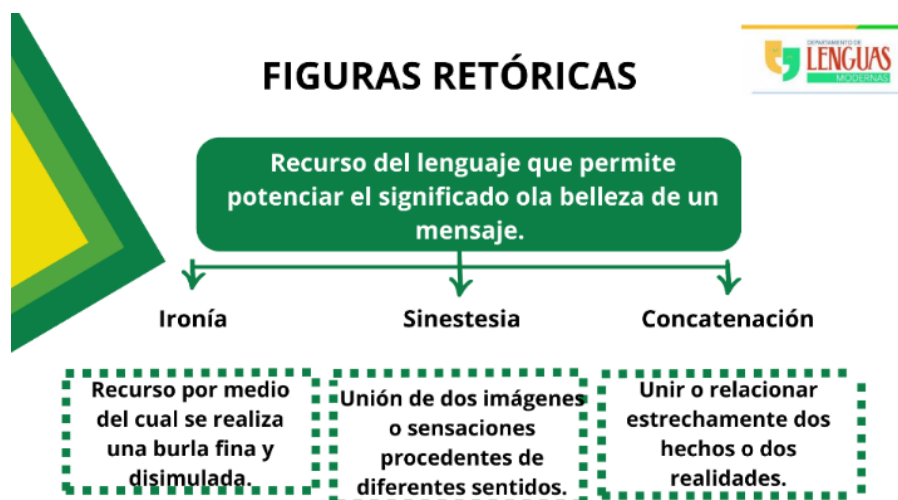 DEPARTAMENTO DE
LENGUAS
MODERNAS
FIGURAS RETÓRICAS
Recurso del lenguaje que permite
potenciar el significado ola belleza de un
mensaje.
Ironía
Sinestesia
Concatenación
Recurso por medio
del cual se realiza
una burla fina y
disimulada.
Unión de dos imágenes
o sensaciones
procedentes de
diferentes sentidos.
Unir o relacionar
estrechamente dos
hechos o dos
realidades.